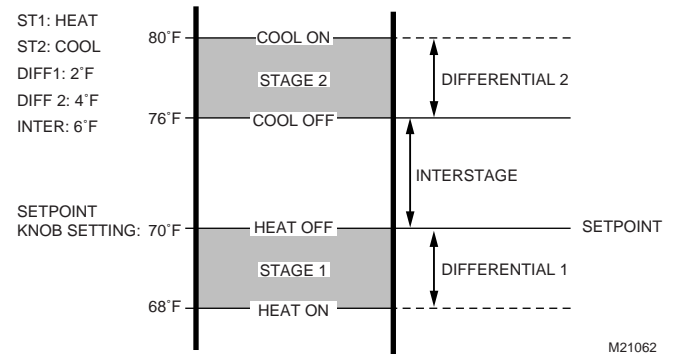 ST1: HEAT
ST2: COOL
DIFF1: 2˚F
DIFF 2: 4˚F
INTER: 6˚F
80˚F
COOL ON
STAGE 2
DIFFERENTIAL 2
76˚F
COOL OFF
INTERSTAGE
SETPOINT
KNOB SETTING: 70˚F
HEAT OFF
SETPOINT
STAGE 1
DIFFERENTIAL 1
68˚F
HEAT ON
M21062